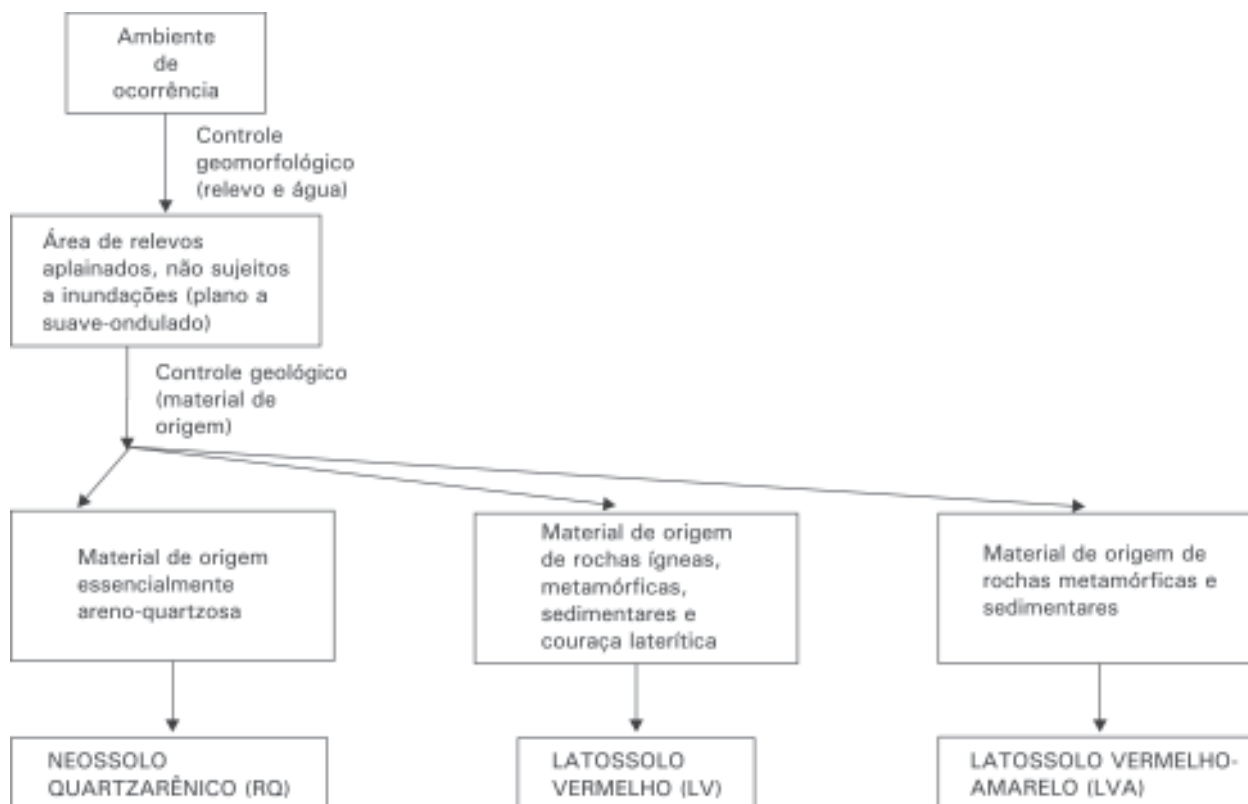 Ambiente
de
ocorrência
Controle
geomorfológico
(relevo e água)
Área de relevos
aplainados, não sujeitos
a inundações (plano a
suave-ondulado)
Controle geológico
(material de
origem)
Material de origem
essencialmente
areno-quartzosa
Material de origem
de rochas ígneas,
metamórficas,
sedimentares e
couraça laterítica
Material de origem de
rochas metamórficas e
sedimentares
NEOSSOLO
QUARTZARÊNICO (RQ)
LATOSSOLO
VERMELHO (LV)
LATOSSOLO VERMELHO-
AMARELO (LVA)